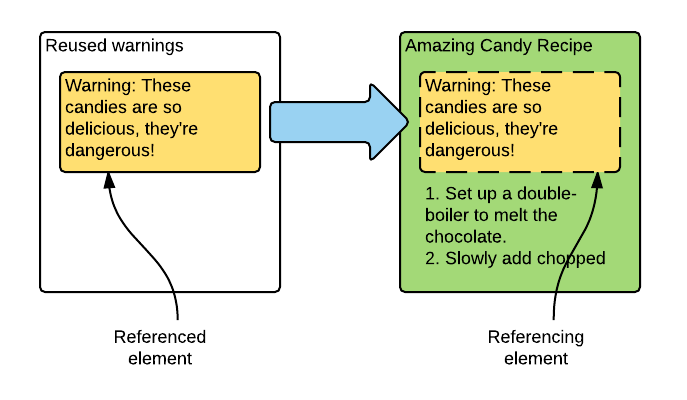 Reused warnings
Warning: These
candies are so
delicious, they're
dangerous!
Referenced
element
Amazing Candy Recipe
Warning: These
candies are so
delicious, they're
dangerous!
1. Set up a double-
boiler to melt the
chocolate.
2. Slowly add chopped
Referencing
element